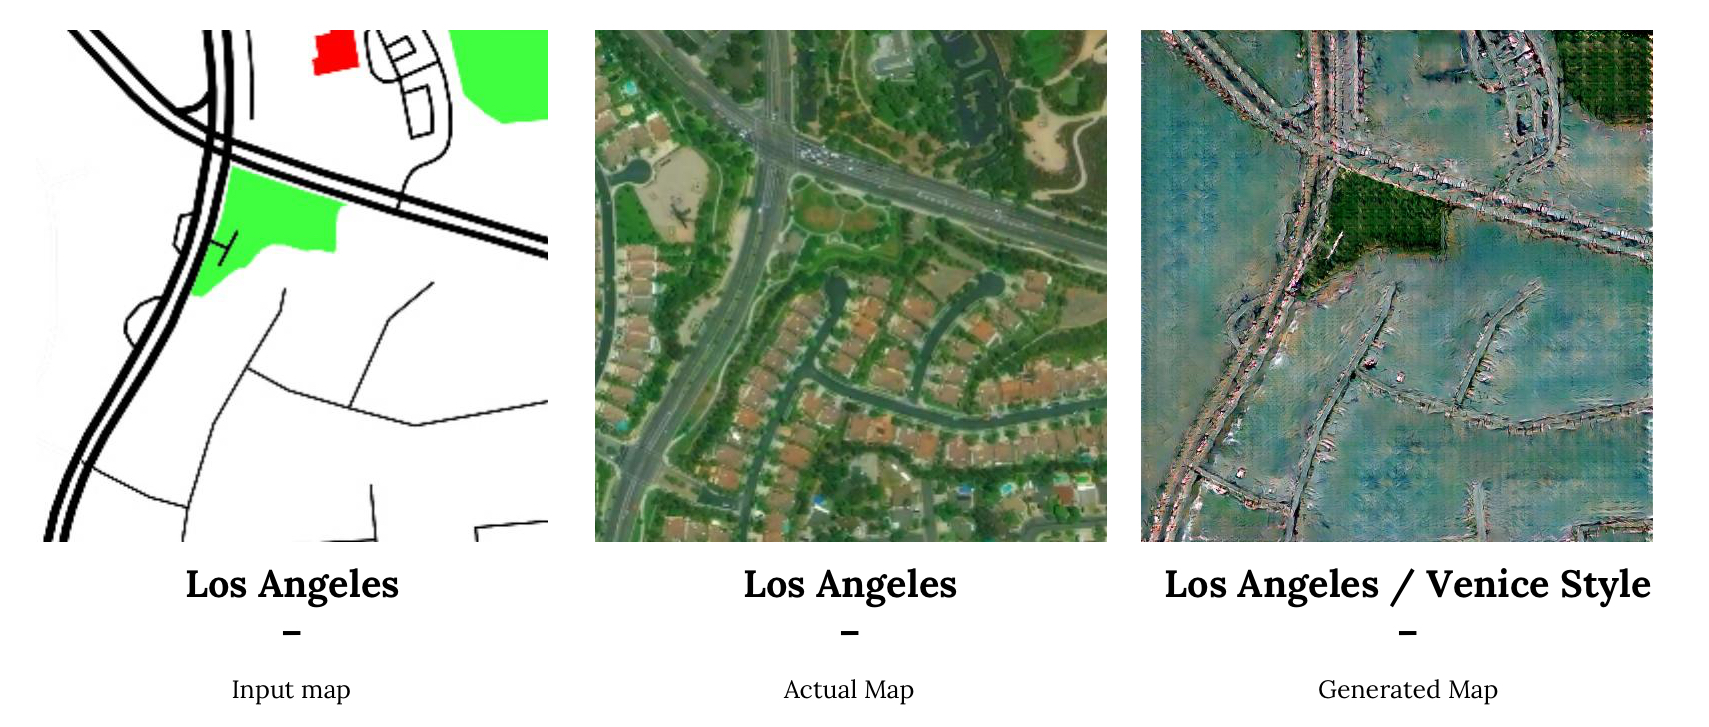 Los Angeles
Los Angeles
Los Angeles / Venice Style
–
–
–
Input map
Actual Map
Generated Map